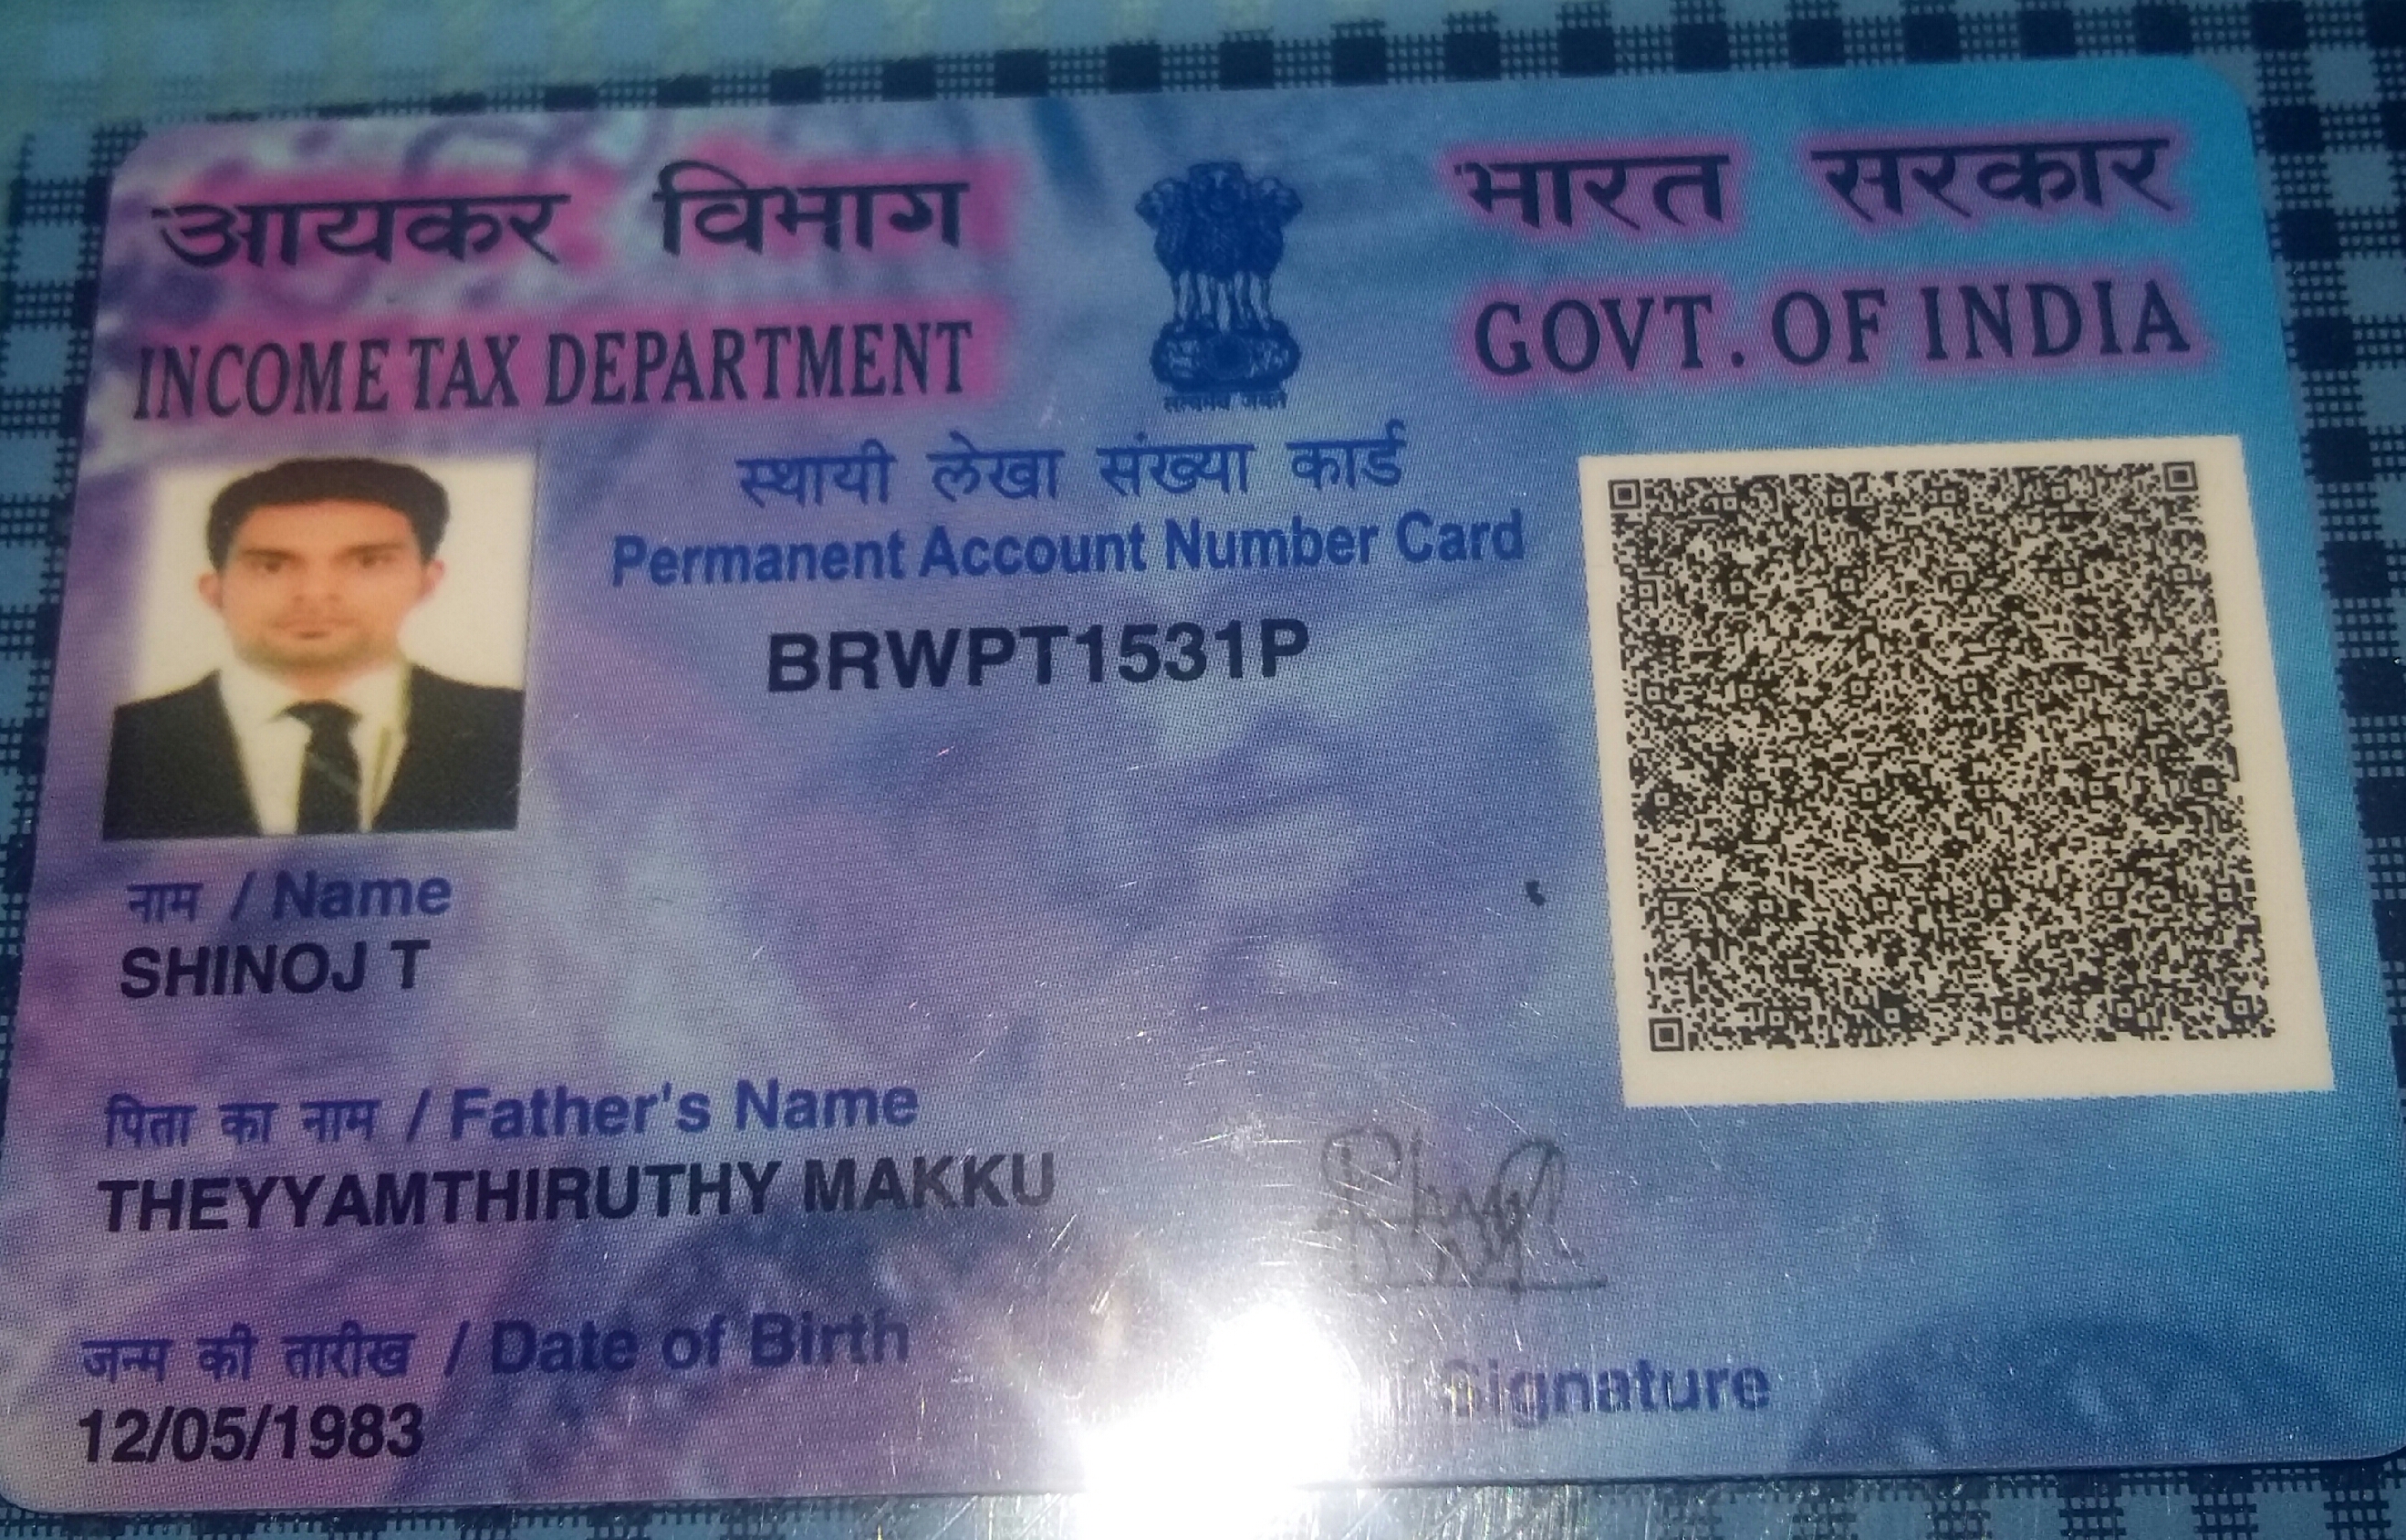 आयकर विभाग
INCOME TAX DEPARTMENT
भारत सरकार
GOVT. OF INDIA
सत्यमेव जयते
स्थायी लेखा संख्या कार्ड
Permanent Account Number Card
BRWPT1531P
नाम / Name
SHINOJ T
पिता का नाम / Father's Name
THEYYAMTHIRUTHY MAKKU
जन्म की तारीख / Date of Birth
12/05/1983
Signature